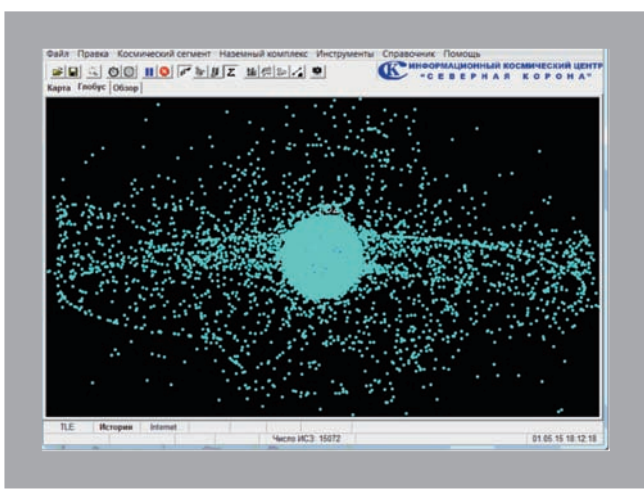 Файл Правка Космический сегмент Наземный комплекс Инструменты Справочник Помощь
ИНФОРМАЦИОННЫЙ КОСМИЧЕСКИЙ ЦЕНТР
"СЕВЕРНАЯ КОРОНА"
Карта Глобус Обзор
TLE История Internet
Число ИСЗ: 15072 01.05.15 18:12:18